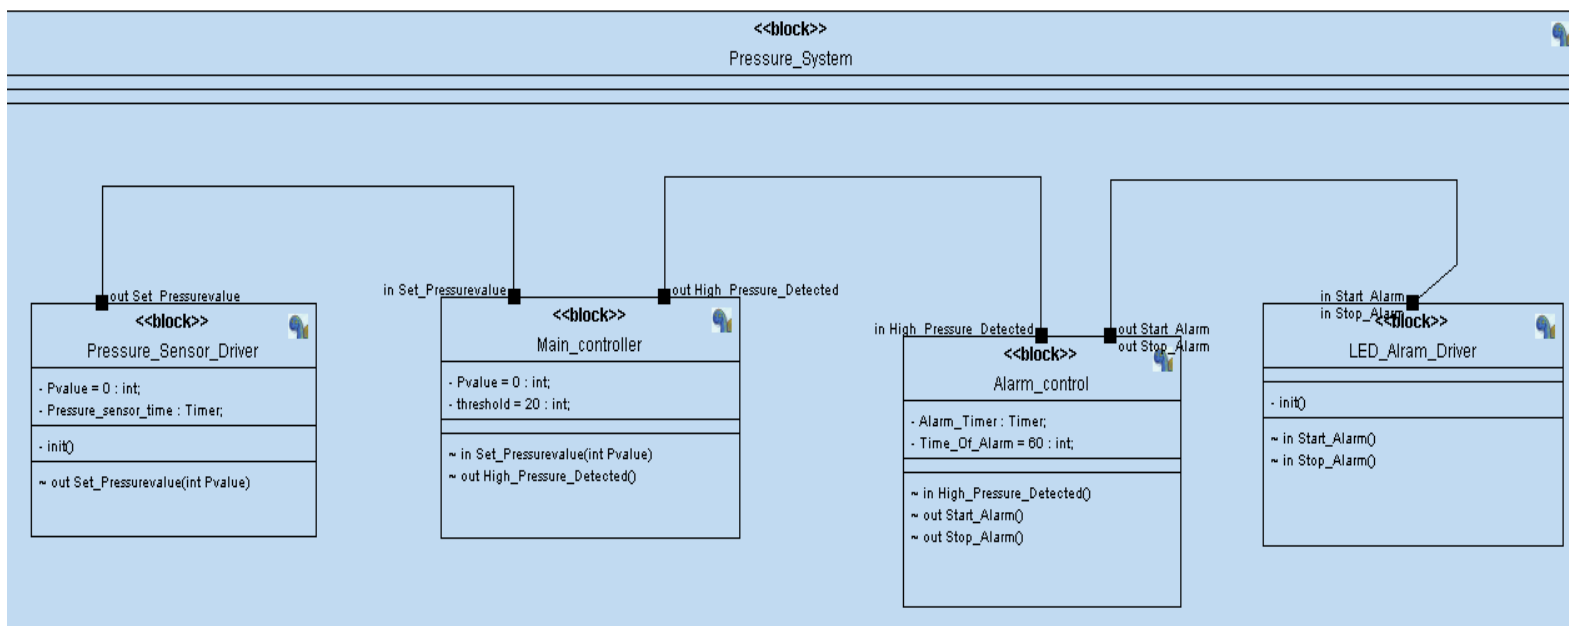 <<block>>
Pressure_System
out Set_Pressurevalue
<<block>>
Pressure_Sensor_Driver
- Pvalue = 0 : int;
- Pressure_sensor_time : Timer;
- init()
~ out Set_Pressurevalue(int Pvalue)
in Set_Pressurevalue
out High_Pressure_Detected
<<block>>
Main_controller
- Pvalue = 0 : int;
- threshold = 20 : int;
~ in Set_Pressurevalue(int Pvalue)
~ out High_Pressure_Detected()
in High_Pressure_Detected
out Start_Alarm
out Stop_Alarm
<<block>>
Alarm_control
- Alarm_Timer : Timer;
- Time_Of_Alarm = 60 : int;
~ in High_Pressure_Detected()
~ out Start_Alarm()
~ out Stop_Alarm()
in Start_Alarm
in Stop_Alarm
<<block>>
LED_Alram_Driver
- init()
~ in Start_Alarm()
~ in Stop_Alarm()